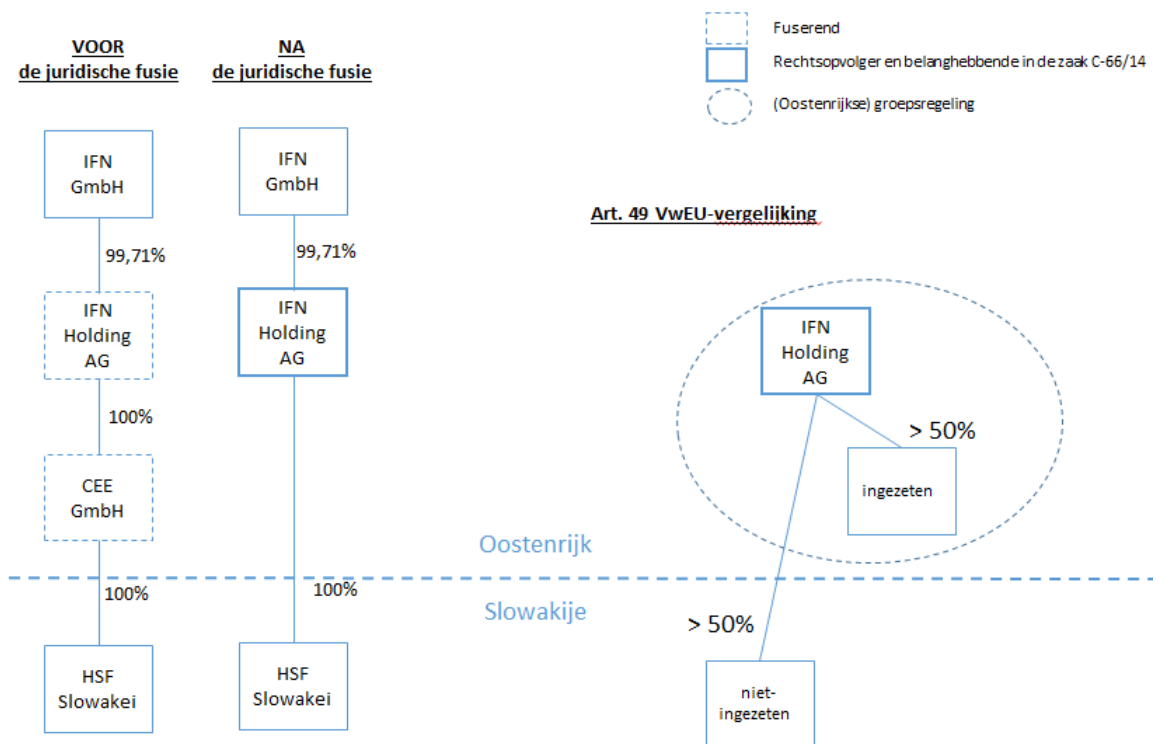 VOOR
de juridische fusie
NA
de juridische fusie
Fuserend
Rechtsopvolger en belanghebbende in de zaak C-66/14
(Oostenrijkse) groepsregeling
IFN
GmbH
99,71%
IFN
Holding
AG
100%
CEE
GmbH
100%
HSF
Slowakei
IFN
GmbH
99,71%
IFN
Holding
AG
100%
HSF
Slowakei
Art. 49 VwEU-vergelijking
IFN
Holding
AG
> 50%
ingezeten
Oostenrijk
Slowakije
> 50%
niet-
ingezeten